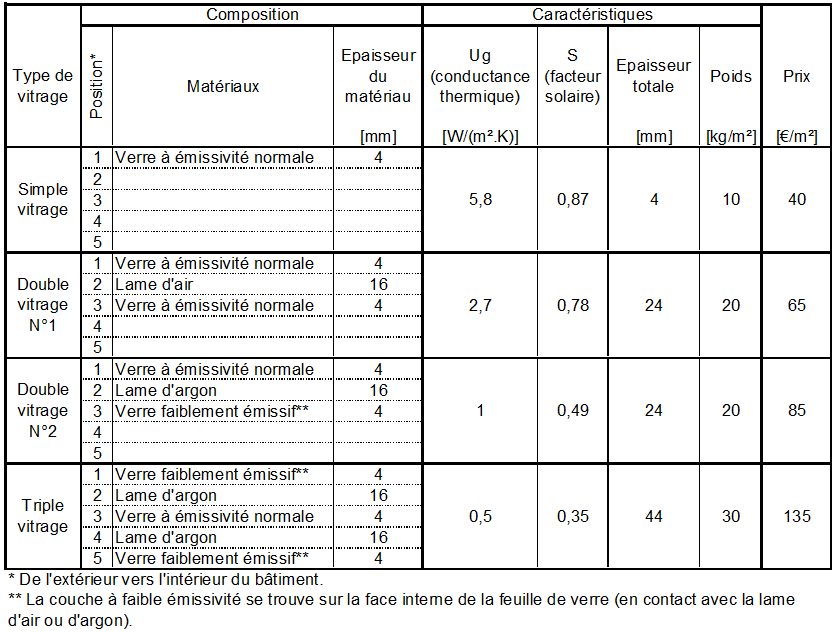 Composition Caractéristiques
Type de vitrage Position* Matériaux Epaisseur du matériau [mm] Ug (conductance thermique) [W/(m².K)] S (facteur solaire) Epaisseur totale [mm] Poids [kg/m²] Prix [€/m²]
Simple vitrage 5,8 0,87 4 10 40
1 Verre à émissivité normale 4
2
3
4
5
Double vitrage N°1 2,7 0,78 24 20 65
1 Verre à émissivité normale 4
2 Lame d'air 16
3 Verre à émissivité normale 4
4
5
Double vitrage N°2 1 0,49 24 20 85
1 Verre à émissivité normale 4
2 Lame d'argon 16
3 Verre faiblement émissif** 4
4
5
Triple vitrage 0,5 0,35 44 30 135
1 Verre faiblement émissif** 4
2 Lame d'argon 16
3 Verre à émissivité normale 4
4 Lame d'argon 16
5 Verre faiblement émissif** 4
* De l'extérieur vers l'intérieur du bâtiment.
** La couche à faible émissivité se trouve sur la face interne de la feuille de verre (en contact avec la lame
d'air ou d'argon).